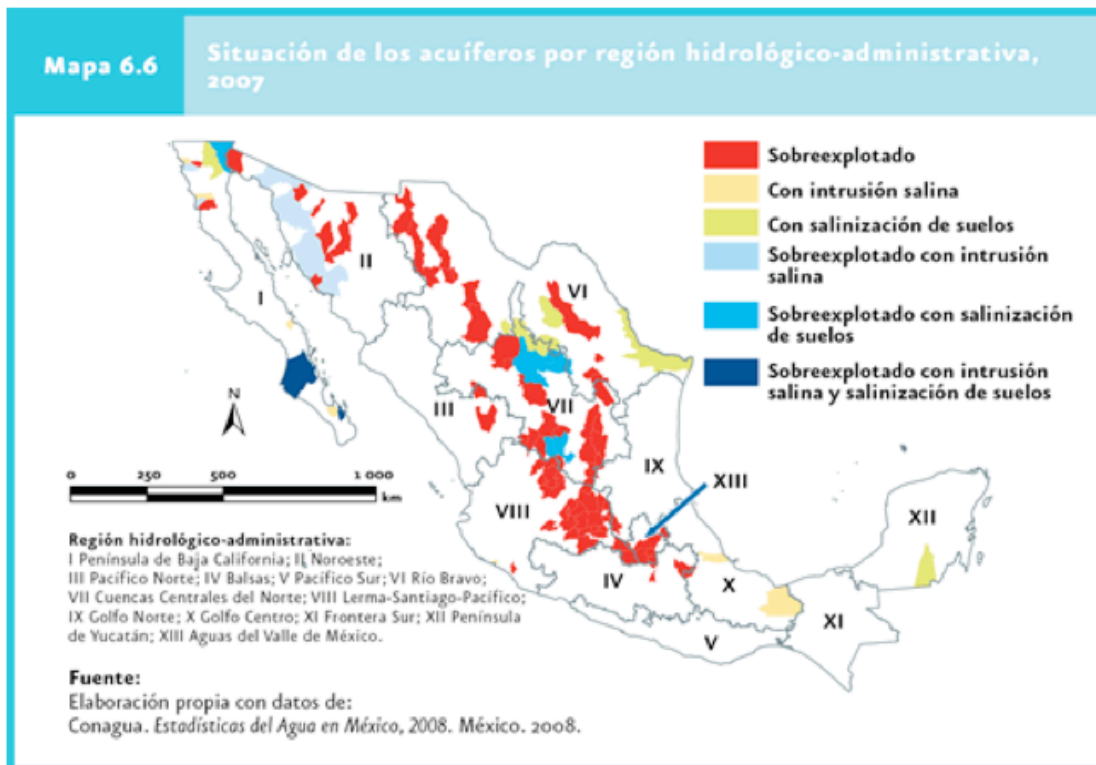 Mapa 6.6
Situación de los acuíferos por región hidrológico-administrativa,
2007
Sobreexplotado
Con intrusión salina
Con salinización de suelos
Sobreexplotado con intrusión
salina
Sobreexplotado con salinización
de suelos
Sobreexplotado con intrusión
salina y salinización de suelos
I
II
VI
III
VII
IX
XIII
VIII
XII
IV
X
XI
V
N
0 250 500 1 000
km
Región hidrológico-administrativa:
I Península de Baja California; II Noroeste;
III Pacífico Norte; IV Balsas; V Pacífico Sur; VI Río Bravo;
VII Cuencas Centrales del Norte; VIII Lerma-Santiago-Pacífico;
IX Golfo Norte; X Golfo Centro; XI Frontera Sur; XII Península
de Yucatán; XIII Aguas del Valle de México.
Fuente:
Elaboración propia con datos de:
Conagua. Estadísticas del Agua en México, 2008. México. 2008.